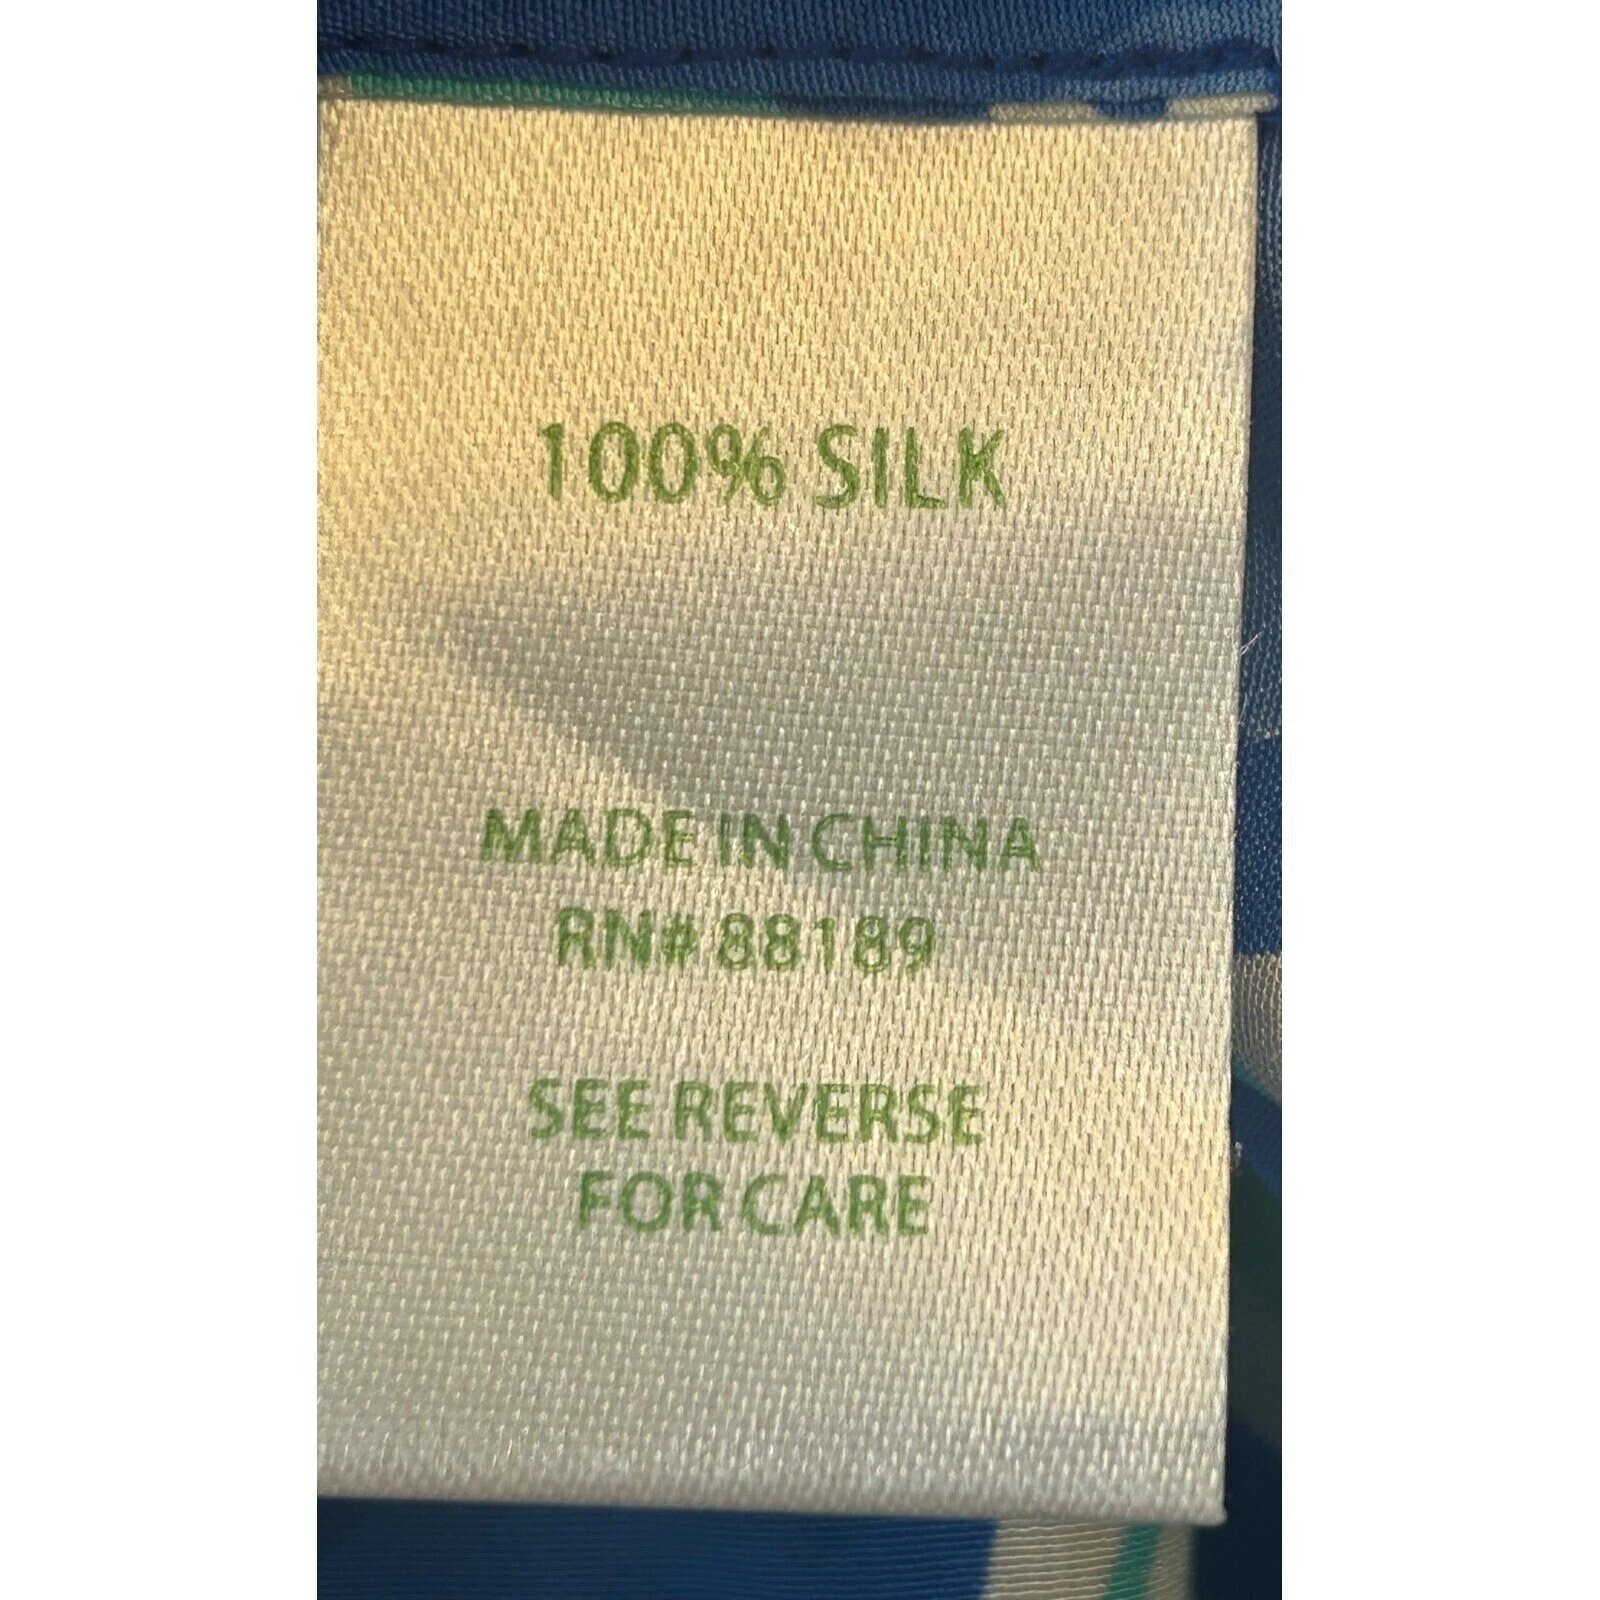 100% SILK
MADE IN CHINA
RN# 88189
SEE REVERSE
FOR CARE